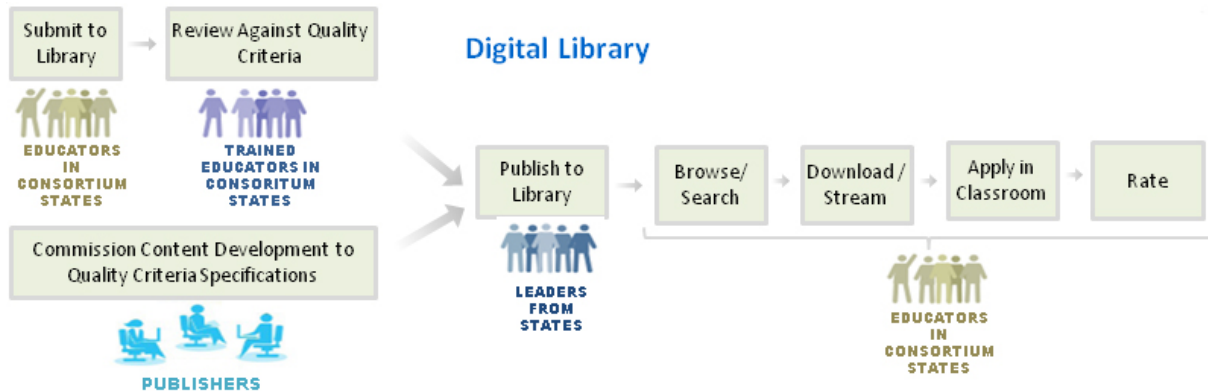 Submit to
Library
Review Against Quality
Criteria
Digital Library
EDUCATORS
IN
CONSORTIUM
STATES
TRAINED
EDUCATORS IN
CONSORITUM
STATES
Commission Content Development to
Quality Criteria Specifications
PUBLISHERS
Publish to
Library
LEADERS
FROM
STATES
Browse/
Search
Download /
Stream
Apply in
Classroom
Rate
EDUCATORS
IN
CONSORTIUM
STATES